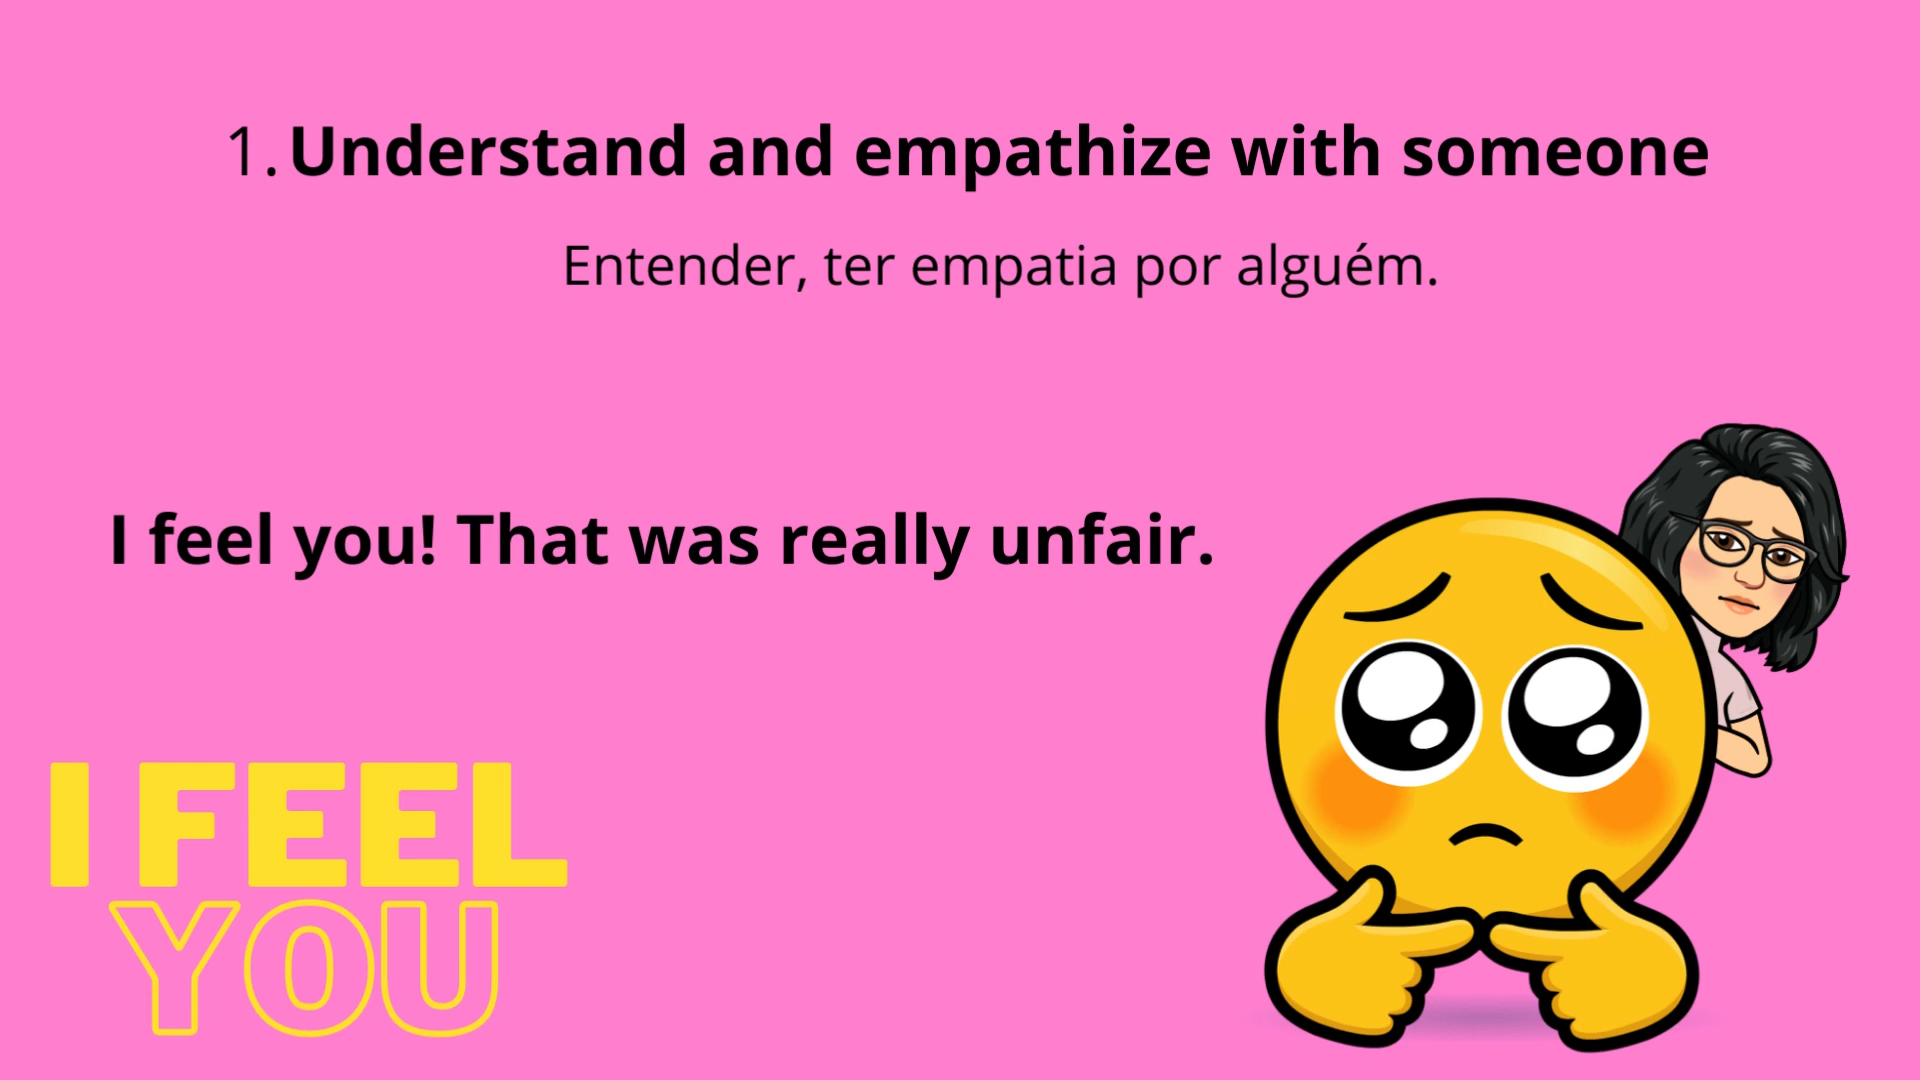 1. Understand and empathize with someone
Entender, ter empatia por alguém.
I feel you! That was really unfair.
I FEEL
YOU